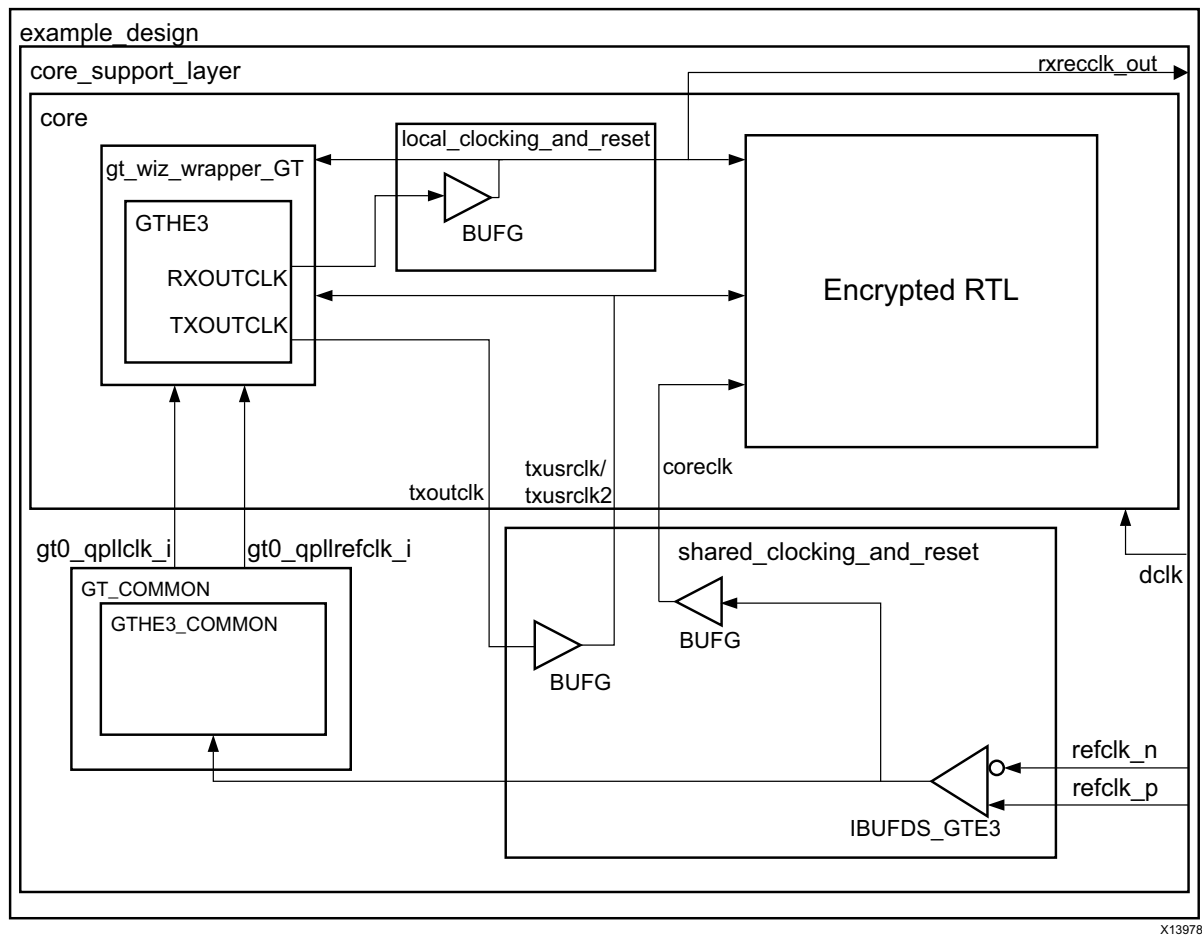 example_design
core_support_layer
rxrecclk_out
core
local_clocking_and_reset
gt_wiz_wrapper_GT
GTHE3
BUFG
RXOUTCLK
Encrypted RTL
TXOUTCLK
txusrclk/
coreclk
txoutclk
txusrclk2
gt0_qpllclk_i
gt0_qpllrefclk_i
shared_clocking_and_reset
dclk
GT_COMMON
GTHE3_COMMON
BUFG
BUFG
refclk_n
refclk_p
IBUFDS_GTE3
X13978